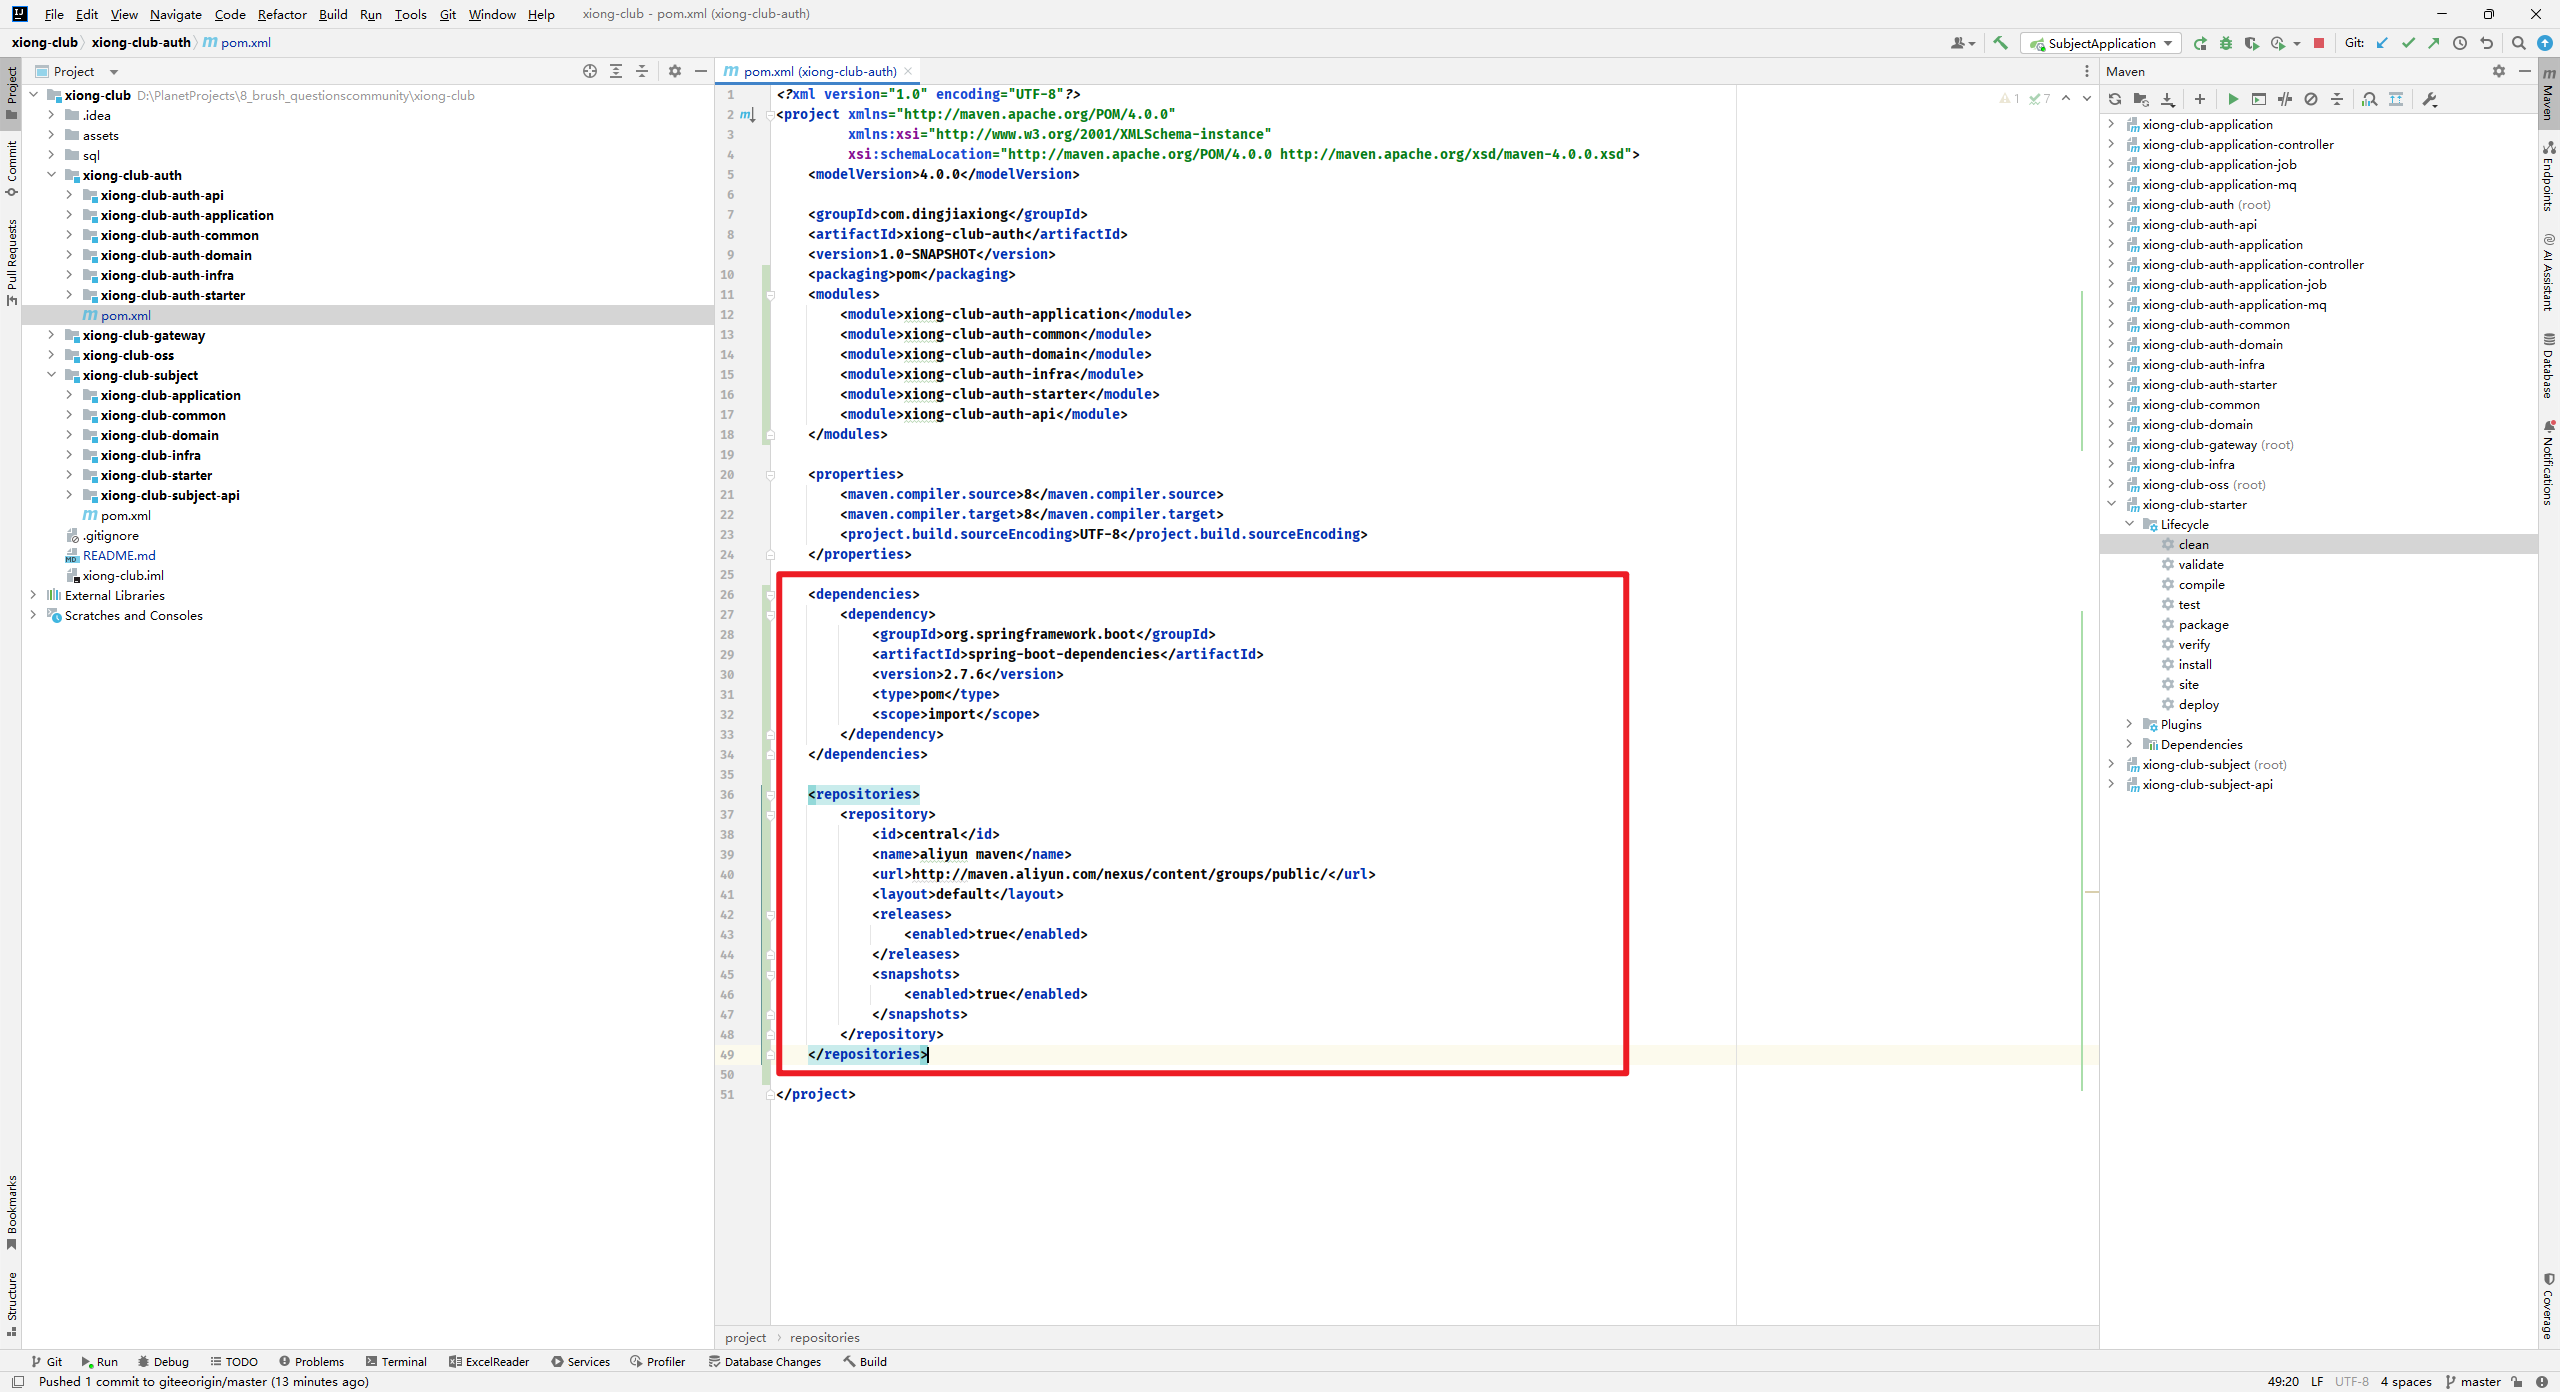 File Edit View Navigate Code Refactor Build Run Tools Git Window Help xiong-club - pom.xml (xiong-club-auth)
xiong-club xiong-club-auth pom.xml SubjectApplication Git:
Project
pom.xml (xiong-club-auth)
Maven
xiong-club D:\PlanetProjects\8_brush_questionscommunity\xiong-club
.idea
assets
sql
xiong-club-auth
xiong-club-auth-api
xiong-club-auth-application
xiong-club-auth-common
xiong-club-auth-domain
xiong-club-auth-infra
xiong-club-auth-starter
pom.xml
xiong-club-gateway
xiong-club-oss
xiong-club-subject
xiong-club-application
xiong-club-common
xiong-club-domain
xiong-club-infra
xiong-club-starter
xiong-club-subject-api
pom.xml
.gitignore
README.md
xiong-club.iml
External Libraries
Scratches and Consoles
1 <?xml version="1.0" encoding="UTF-8"?>
2 <project xmlns="http://maven.apache.org/POM/4.0.0"
3 xmlns:xsi="http://www.w3.org/2001/XMLSchema-instance"
4 xsi:schemaLocation="http://maven.apache.org/POM/4.0.0 http://maven.apache.org/xsd/maven-4.0.0.xsd">
5 <modelVersion>4.0.0</modelVersion>
6
7 <groupId>com.dingjiaxiong</groupId>
8 <artifactId>xiong-club-auth</artifactId>
9 <version>1.0-SNAPSHOT</version>
10 <packaging>pom</packaging>
11 <modules>
12 <module>xiong-club-auth-application</module>
13 <module>xiong-club-auth-common</module>
14 <module>xiong-club-auth-domain</module>
15 <module>xiong-club-auth-infra</module>
16 <module>xiong-club-auth-starter</module>
17 <module>xiong-club-auth-api</module>
18 </modules>
19
20 <properties>
21 <maven.compiler.source>8</maven.compiler.source>
22 <maven.compiler.target>8</maven.compiler.target>
23 <project.build.sourceEncoding>UTF-8</project.build.sourceEncoding>
24 </properties>
25
26 <dependencies>
27 <dependency>
28 <groupId>org.springframework.boot</groupId>
29 <artifactId>spring-boot-dependencies</artifactId>
30 <version>2.7.6</version>
31 <type>pom</type>
32 <scope>import</scope>
33 </dependency>
34 </dependencies>
35
36 <repositories>
37 <repository>
38 <id>central</id>
39 <name>aliyun maven</name>
40 <url>http://maven.aliyun.com/nexus/content/groups/public/</url>
41 <layout>default</layout>
42 <releases>
43 <enabled>true</enabled>
44 </releases>
45 <snapshots>
46 <enabled>true</enabled>
47 </snapshots>
48 </repository>
49 </repositories>
50
51 </project>
1 7
project repositories
xiong-club-application
xiong-club-application-controller
xiong-club-application-job
xiong-club-application-mq
xiong-club-auth (root)
xiong-club-auth-api
xiong-club-auth-application
xiong-club-auth-application-controller
xiong-club-auth-application-job
xiong-club-auth-application-mq
xiong-club-auth-common
xiong-club-auth-domain
xiong-club-auth-infra
xiong-club-auth-starter
xiong-club-common
xiong-club-domain
xiong-club-gateway (root)
xiong-club-infra
xiong-club-oss (root)
xiong-club-starter
Lifecycle
clean
validate
compile
test
package
verify
install
site
deploy
Plugins
Dependencies
xiong-club-subject (root)
xiong-club-subject-api
Project
Commit
Pull Requests
Bookmarks
Structure
Maven
Endpoints
AI Assistant
Database
Notifications
Coverage
Git Run Debug TODO Problems Terminal ExcelReader Services Profiler Database Changes Build
Pushed 1 commit to giteeorigin/master (13 minutes ago) 49:20 LF UTF-8 4 spaces master